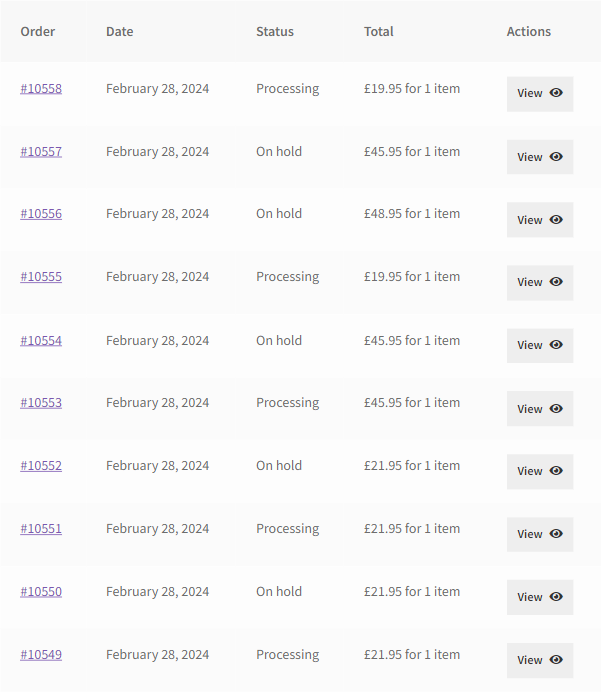 Order Date Status Total Actions
#10558 February 28, 2024 Processing £19.95 for 1 item View
#10557 February 28, 2024 On hold £45.95 for 1 item View
#10556 February 28, 2024 On hold £48.95 for 1 item View
#10555 February 28, 2024 Processing £19.95 for 1 item View
#10554 February 28, 2024 On hold £45.95 for 1 item View
#10553 February 28, 2024 Processing £45.95 for 1 item View
#10552 February 28, 2024 On hold £21.95 for 1 item View
#10551 February 28, 2024 Processing £21.95 for 1 item View
#10550 February 28, 2024 On hold £21.95 for 1 item View
#10549 February 28, 2024 Processing £21.95 for 1 item View